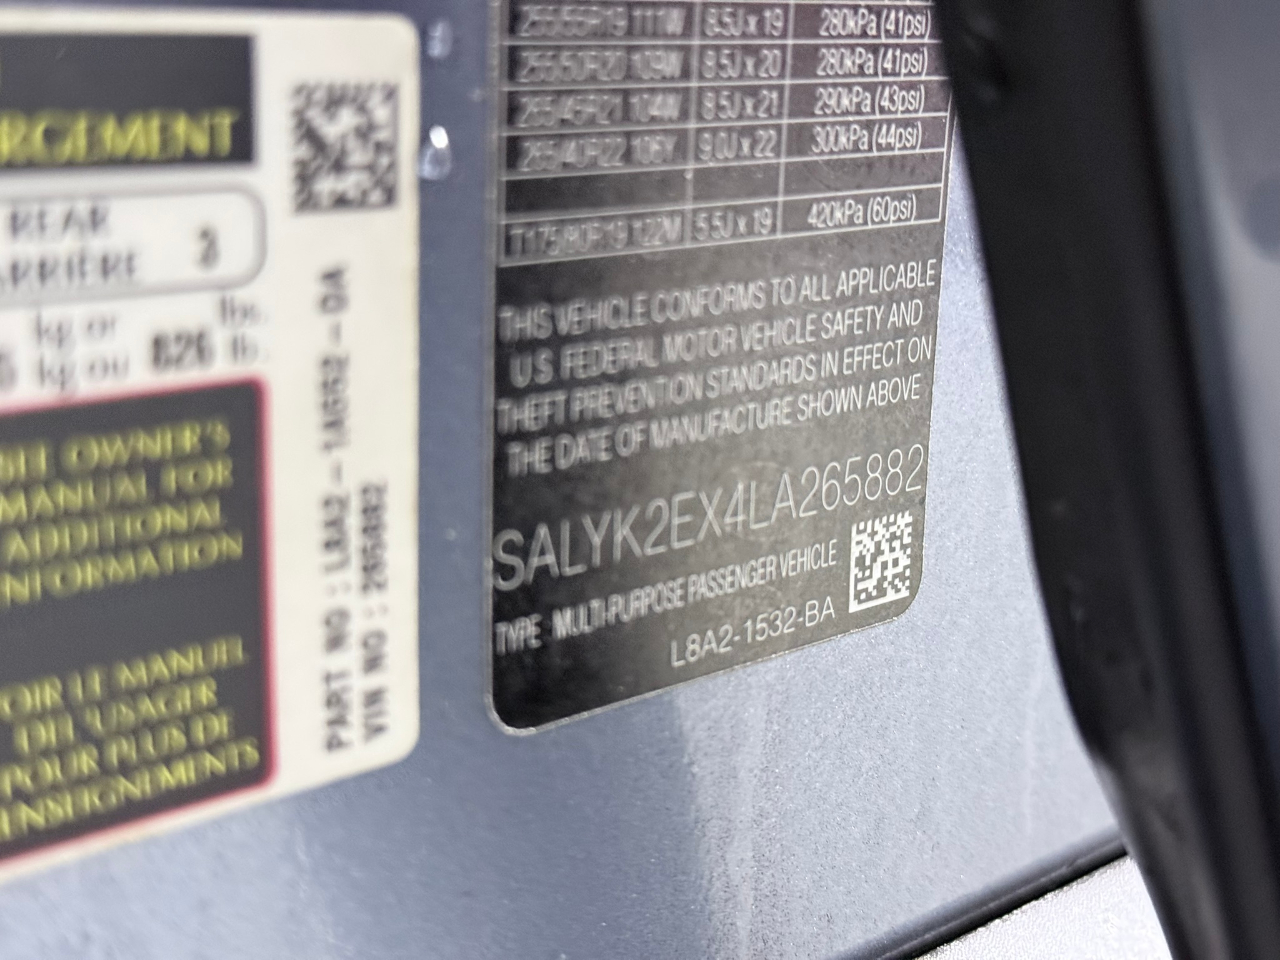 RGEMENT
REAR
ARRIÈRE 3
kg or lbs.
kg ou 826 lb.
SEE OWNER'S
MANUAL FOR
ADDITIONAL
INFORMATION
VOIR LE MANUEL
DE L'USAGER
POUR PLUS DE
RENSEIGNEMENTS
PART NO : L8A2-1A552-DA
VIN NO : 265882
255/55R19 111W 8.5J x 19 280kPa (41psi)
255/50R20 109W 8.5J x 20 280kPa (41psi)
265/45R21 104W 8.5J x 21 290kPa (43psi)
265/40R22 106Y 9.0J x 22 300kPa (44psi)
T175/80R19 122M 5.5J x 19 420kPa (60psi)
THIS VEHICLE CONFORMS TO ALL APPLICABLE
U.S. FEDERAL MOTOR VEHICLE SAFETY AND
THEFT PREVENTION STANDARDS IN EFFECT ON
THE DATE OF MANUFACTURE SHOWN ABOVE
SALYK2EX4LA265882
TYPE MULTI-PURPOSE PASSENGER VEHICLE
L8A2-1532-BA